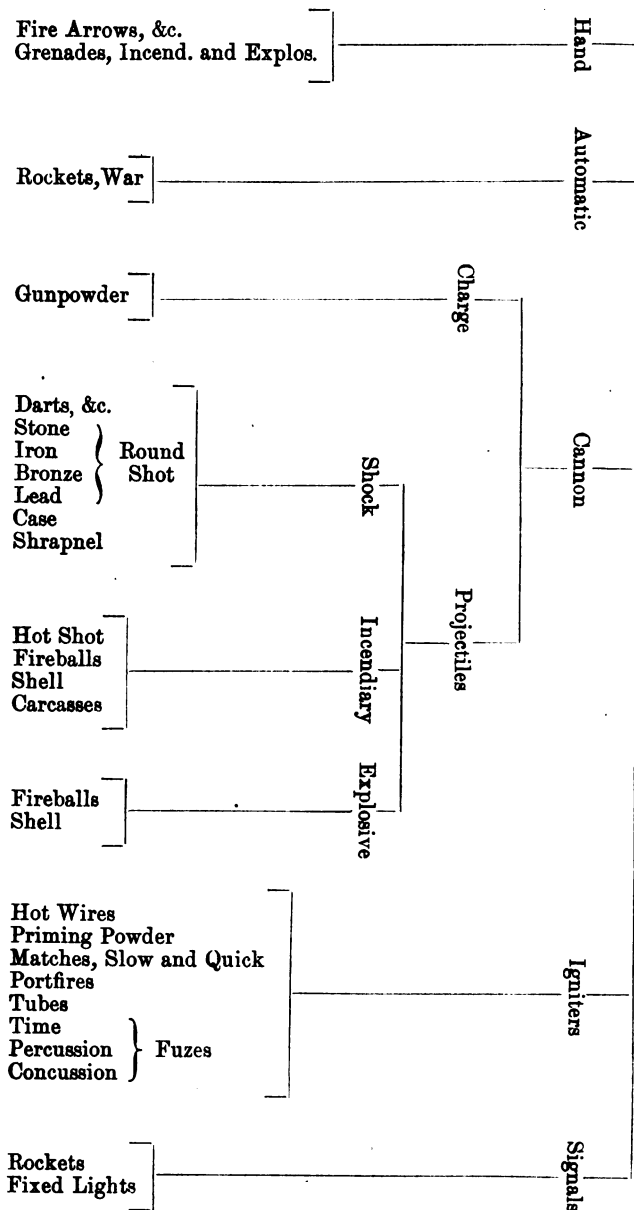 Fire Arrows, &c.
Grenades, Incend. and Explos.
Hand
Rockets, War
Automatic
Gunpowder
Charge
Cannon
Darts, &c.
Stone
Iron
Bronze
Lead
Round
Shot
Case
Shrapnel
Shock
Projectiles
Hot Shot
Fireballs
Shell
Carcasses
Incendiary
Fireballs
Shell
Explosive
Hot Wires
Priming Powder
Matches, Slow and Quick
Portfires
Tubes
Time
Percussion
Concussion
Fuzes
Igniters
Rockets
Fixed Lights
Signals